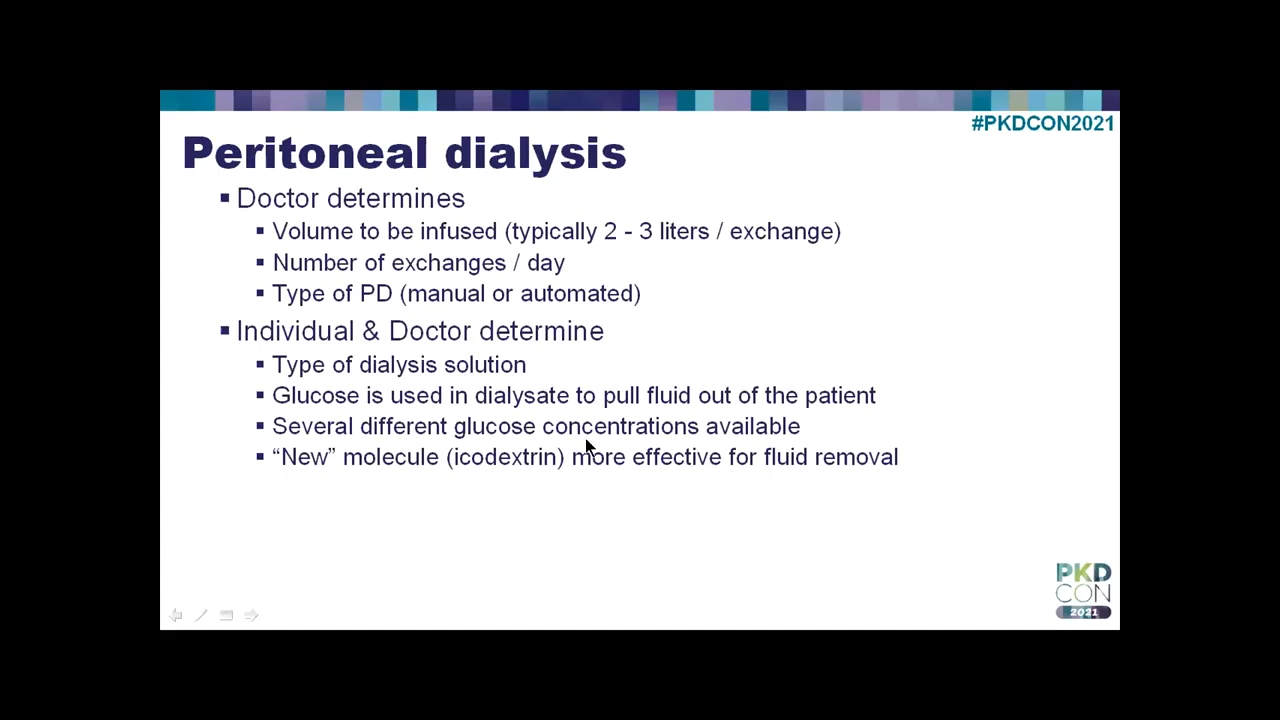 #PKDCON2021
Peritoneal dialysis
▪ Doctor determines
▪ Volume to be infused (typically 2 - 3 liters / exchange)
▪ Number of exchanges / day
▪ Type of PD (manual or automated)
▪ Individual & Doctor determine
▪ Type of dialysis solution
▪ Glucose is used in dialysate to pull fluid out of the patient
▪ Several different glucose concentrations available
▪ “New” molecule (icodextrin) more effective for fluid removal
PKD
CON
2021